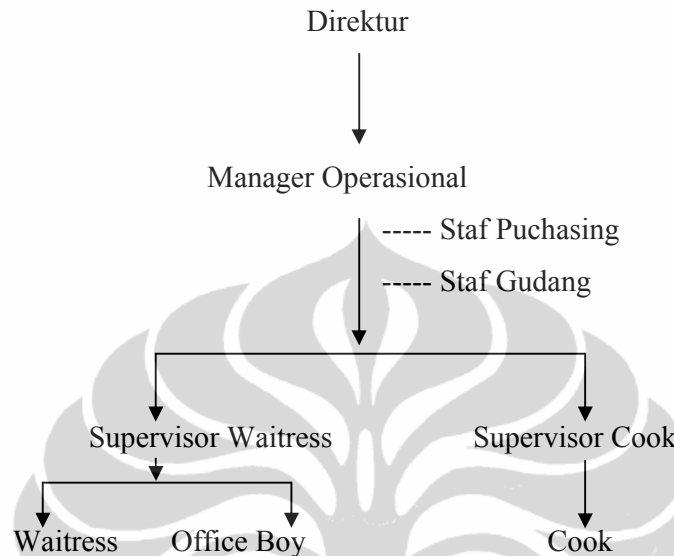 Direktur
Manager Operasional
----- Staf Puchasing
----- Staf Gudang
Supervisor Waitress Supervisor Cook
Waitress Office Boy Cook